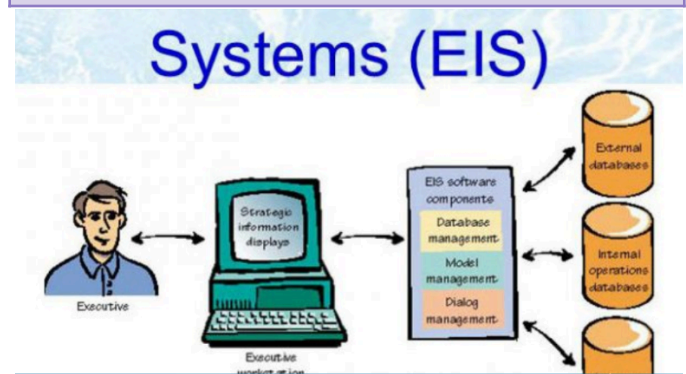 Systems (EIS)
External
databases
EIS software
components
Strategic
information
displays
Database
management
Model
management
Internal
operations
databases
Dialog
management
Executive
Executive
workstation